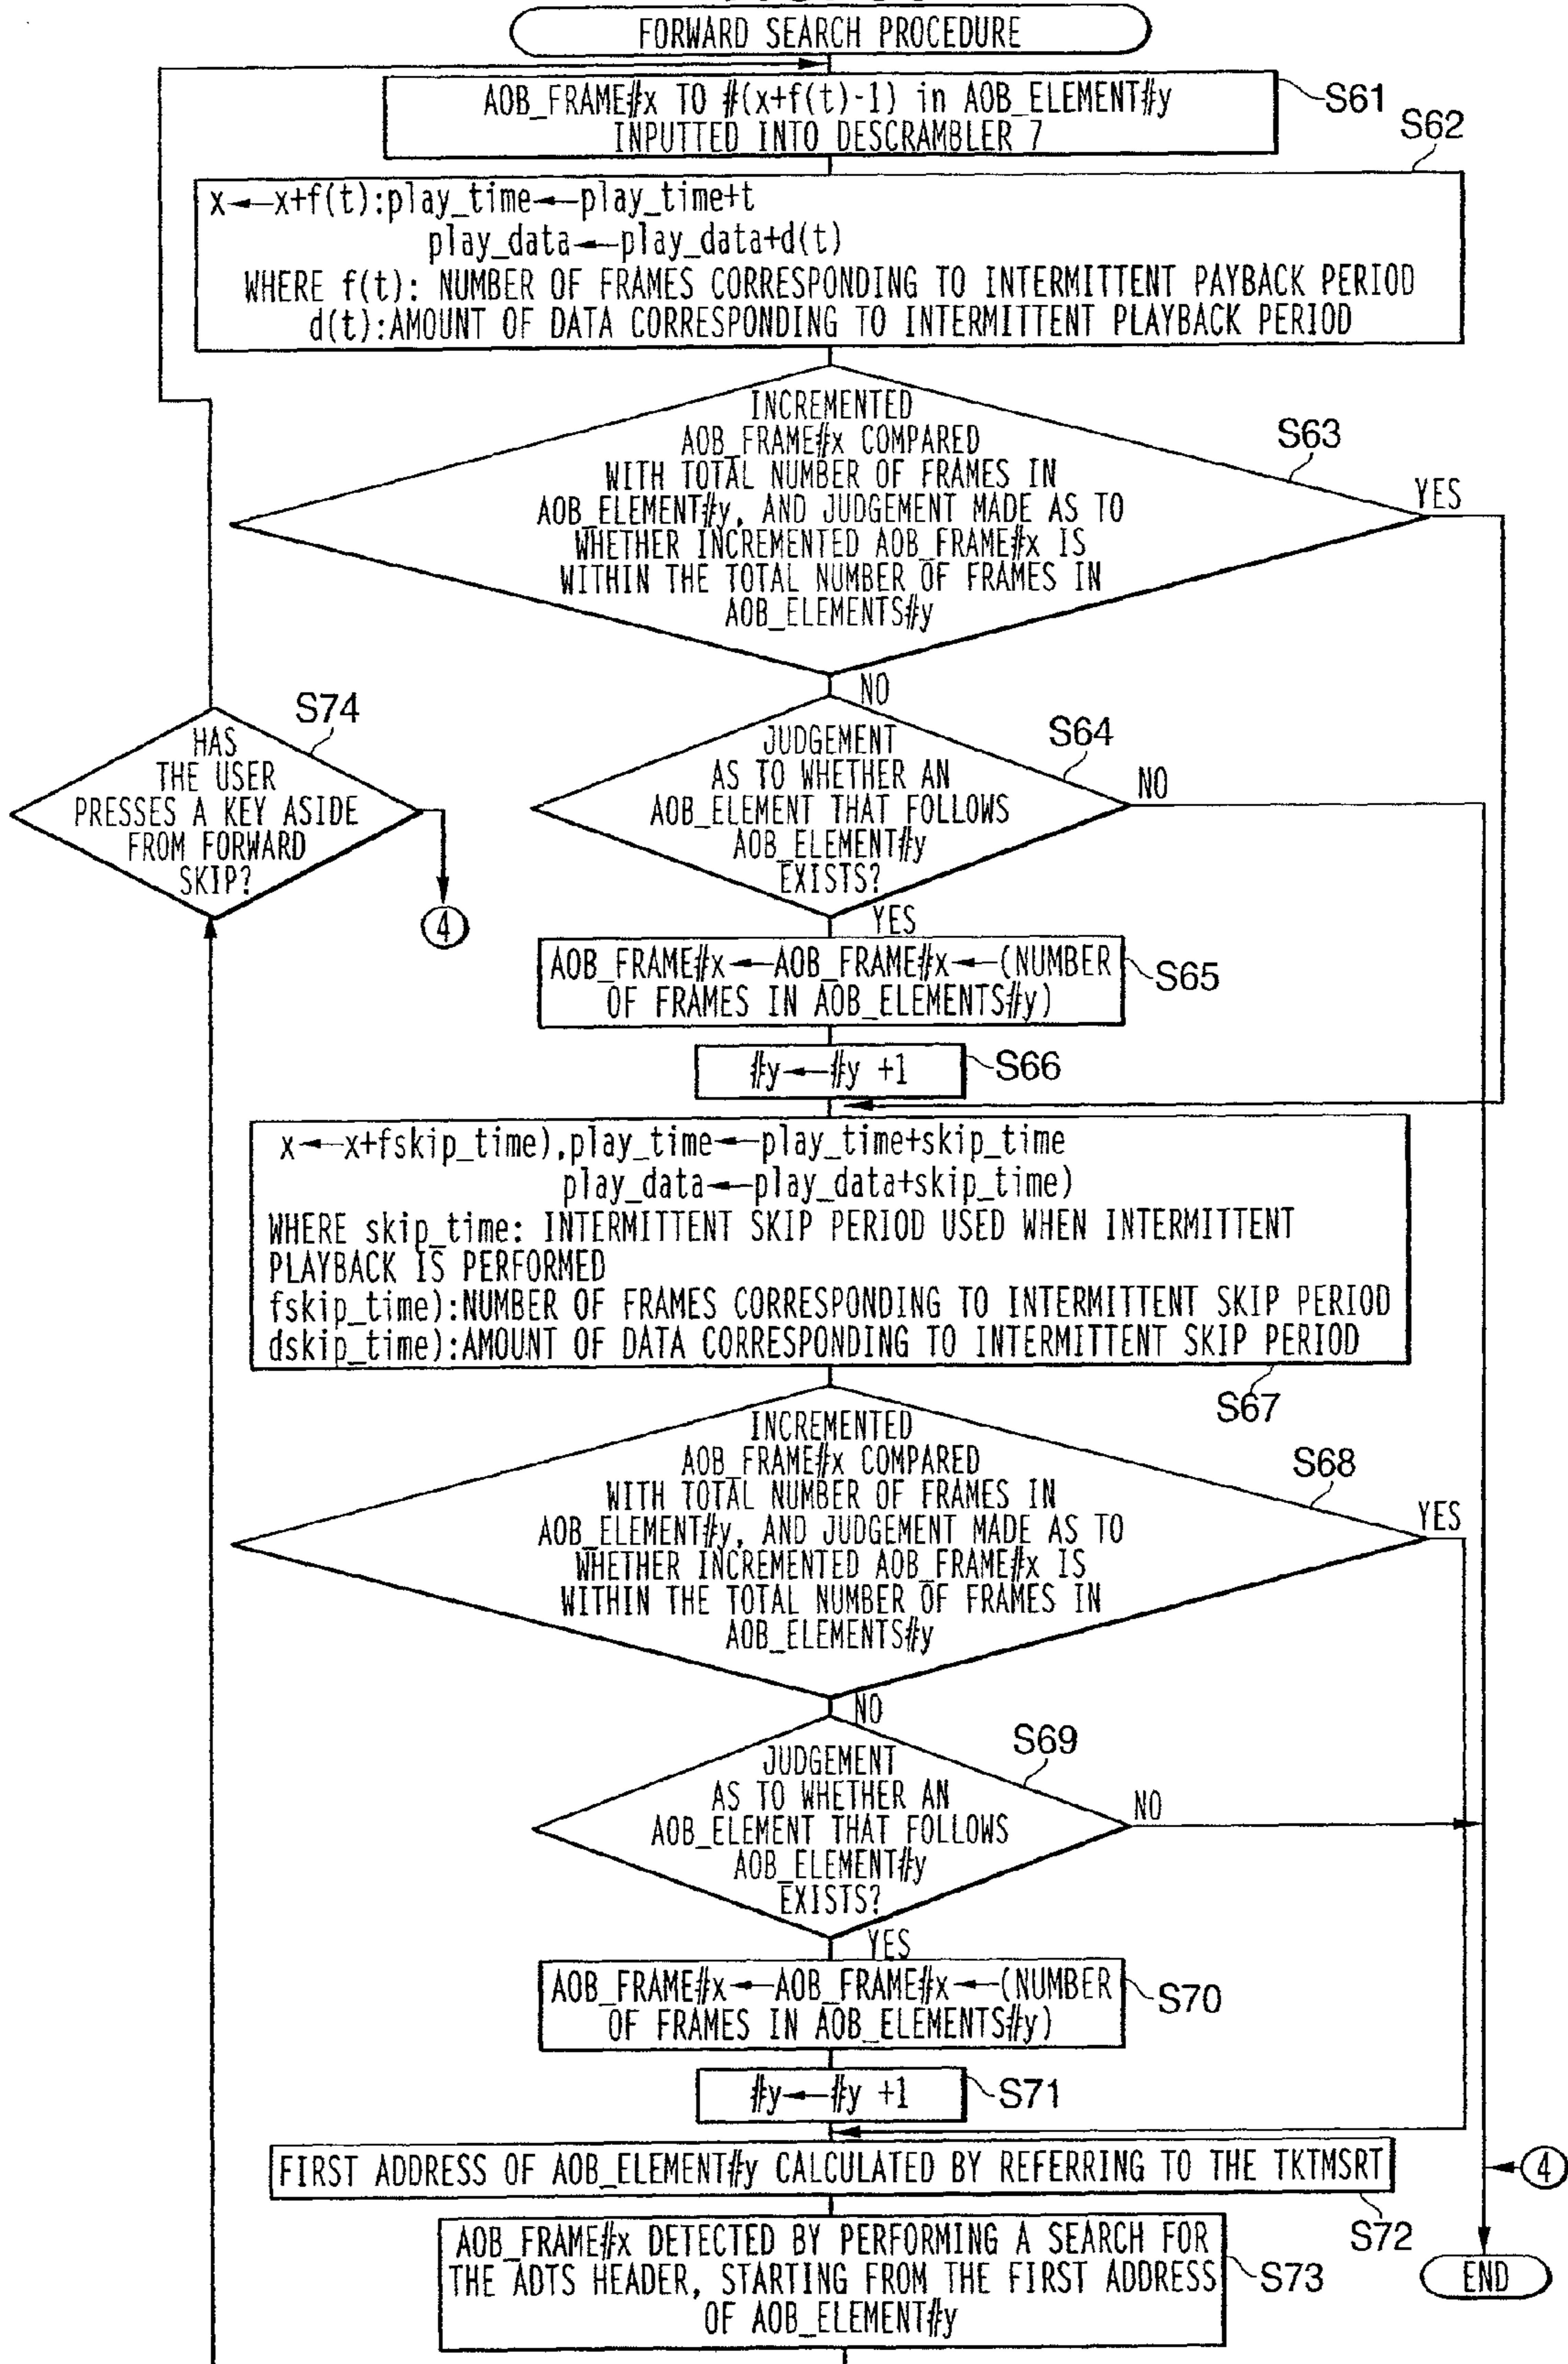 FORWARD SEARCH PROCEDURE
AOB_FRAME#x TO #(x+f(t)-1) in AOB_ELEMENT#y
INPUTTED INTO DESCRAMBLER 7
S61
S62
x←x+f(t):play_time←play_time+t
play_data←play_data+d(t)
WHERE f(t): NUMBER OF FRAMES CORRESPONDING TO INTERMITTENT PAYBACK PERIOD
d(t):AMOUNT OF DATA CORRESPONDING TO INTERMITTENT PLAYBACK PERIOD
INCREMENTED
AOB_FRAME#x COMPARED
WITH TOTAL NUMBER OF FRAMES IN
AOB_ELEMENT#y, AND JUDGEMENT MADE AS TO
WHETHER INCREMENTED AOB_FRAME#x IS
WITHIN THE TOTAL NUMBER OF FRAMES IN
AOB_ELEMENTS#y
S63
YES
NO
S74
HAS
THE USER
PRESSES A KEY ASIDE
FROM FORWARD
SKIP?
4
JUDGEMENT
AS TO WHETHER AN
AOB_ELEMENT THAT FOLLOWS
AOB_ELEMENT#y
EXISTS?
S64
NO
YES
AOB_FRAME#x←AOB_FRAME#x←(NUMBER
OF FRAMES IN AOB_ELEMENTS#y)
S65
#y←#y +1
S66
x←x+fskip_time),play_time←play_time+skip_time
play_data←play_data+skip_time)
WHERE skip_time: INTERMITTENT SKIP PERIOD USED WHEN INTERMITTENT
PLAYBACK IS PERFORMED
fskip_time):NUMBER OF FRAMES CORRESPONDING TO INTERMITTENT SKIP PERIOD
dskip_time):AMOUNT OF DATA CORRESPONDING TO INTERMITTENT SKIP PERIOD
S67
INCREMENTED
AOB_FRAME#x COMPARED
WITH TOTAL NUMBER OF FRAMES IN
AOB_ELEMENT#y, AND JUDGEMENT MADE AS TO
WHETHER INCREMENTED AOB_FRAME#x IS
WITHIN THE TOTAL NUMBER OF FRAMES IN
AOB_ELEMENTS#y
S68
YES
NO
JUDGEMENT
AS TO WHETHER AN
AOB_ELEMENT THAT FOLLOWS
AOB_ELEMENT#y
EXISTS?
S69
NO
YES
AOB_FRAME#x←AOB_FRAME#x←(NUMBER
OF FRAMES IN AOB_ELEMENTS#y)
S70
#y←#y +1
S71
FIRST ADDRESS OF AOB_ELEMENT#y CALCULATED BY REFERRING TO THE TKTMSRT
4
S72
AOB_FRAME#x DETECTED BY PERFORMING A SEARCH FOR
THE ADTS HEADER, STARTING FROM THE FIRST ADDRESS
OF AOB_ELEMENT#y
S73
END